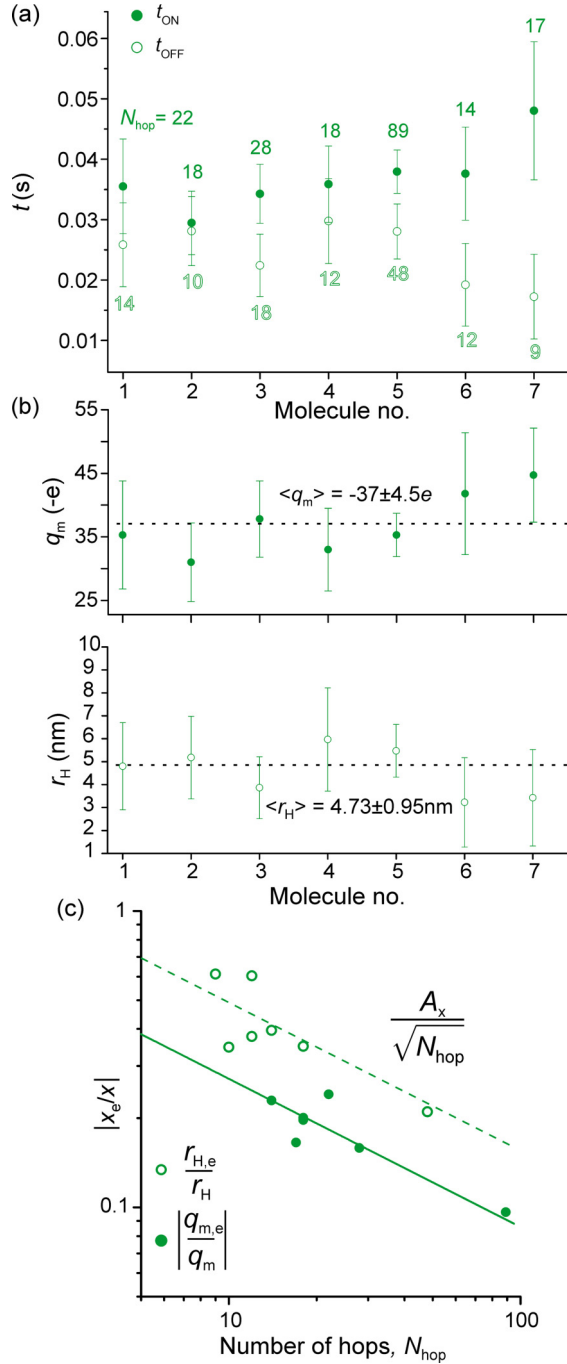 (a)
t_ON
t_OFF
0.06
0.05
0.04
0.03
0.02
0.01
t (s)
N_hop = 22
18
28
18
89
14
17
14
10
18
12
48
12
9
1 2 3 4 5 6 7
Molecule no.
(b)
55
45
35
25
q_m (-e)
<q_m> = -37±4.5e
10
9
8
7
6
5
4
3
2
1
r_H (nm)
<r_H> = 4.73±0.95nm
1 2 3 4 5 6 7
Molecule no.
(c)
1
0.1
|x_e/x|
A_x
√N_hop
r_H,e
r_H
|q_m,e
q_m|
10 100
Number of hops, N_hop